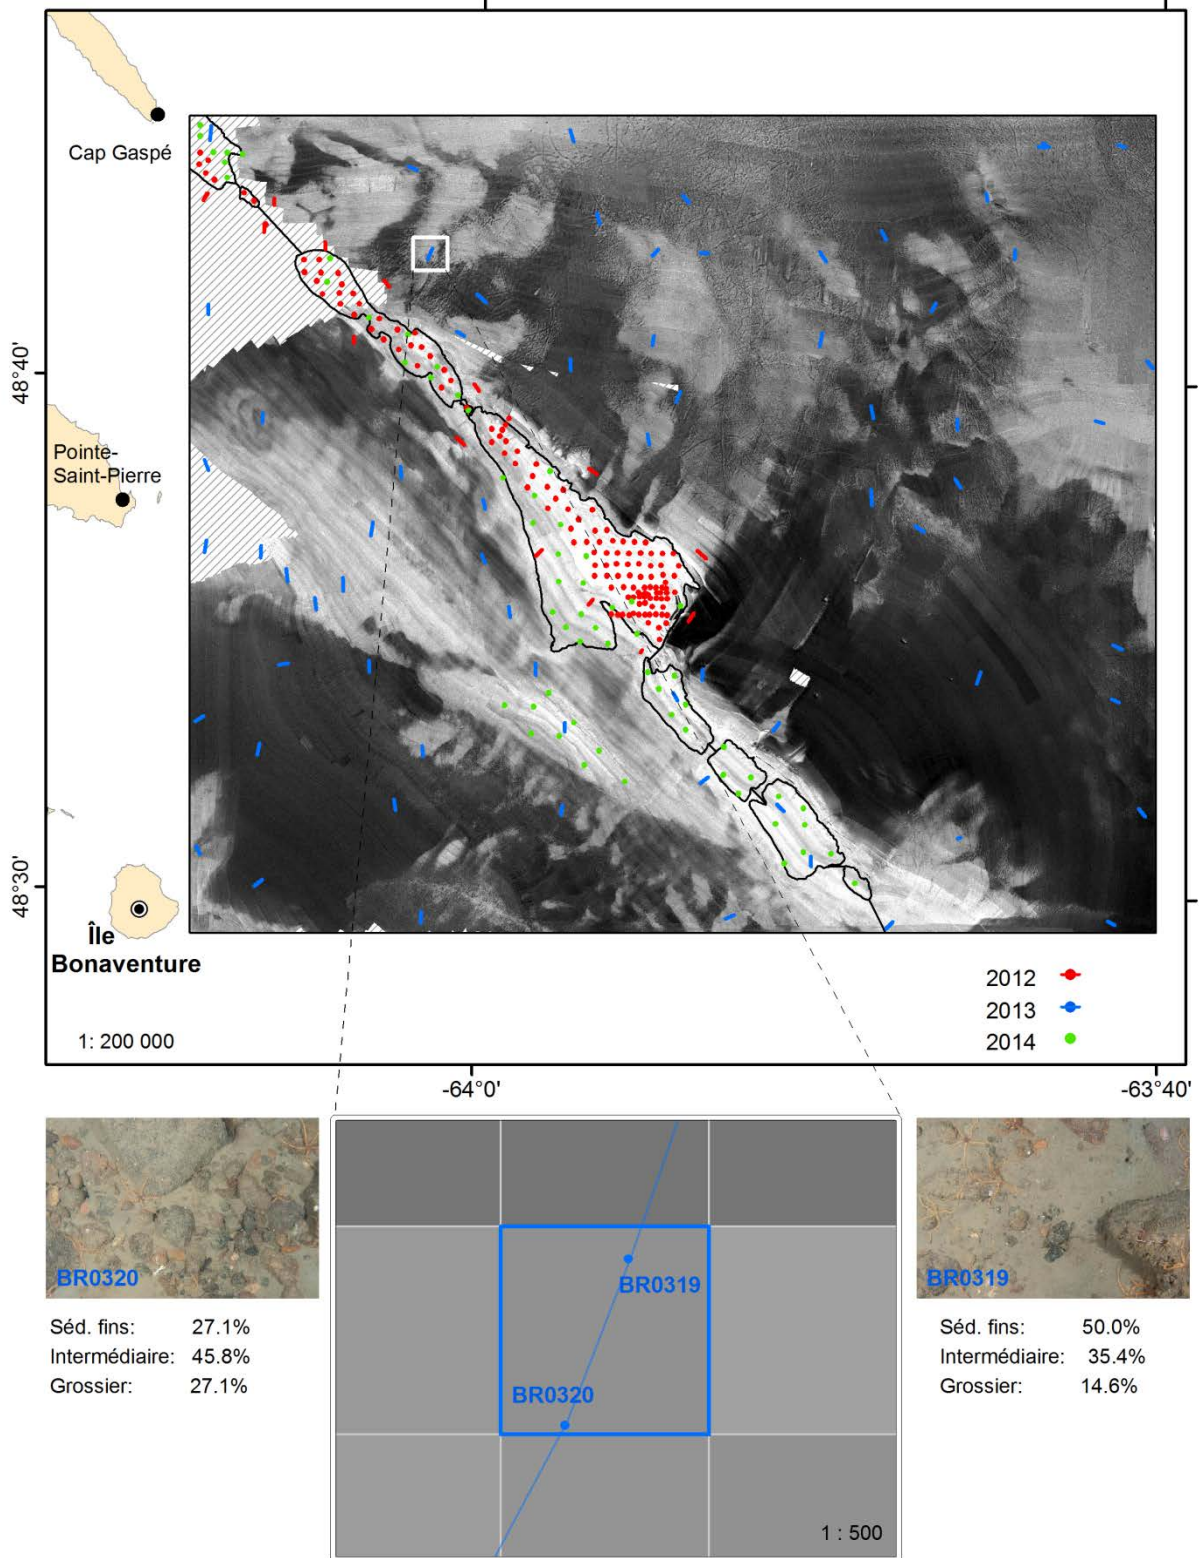 Cap Gaspé
48°40'
Pointe-
Saint-Pierre
48°30'
Île
Bonaventure
2012
2013
2014
1: 200 000
-64°0'
-63°40'
BR0320
Séd. fins: 27.1%
Intermédiaire: 45.8%
Grossier: 27.1%
BR0319
BR0320
1 : 500
BR0319
Séd. fins: 50.0%
Intermédiaire: 35.4%
Grossier: 14.6%